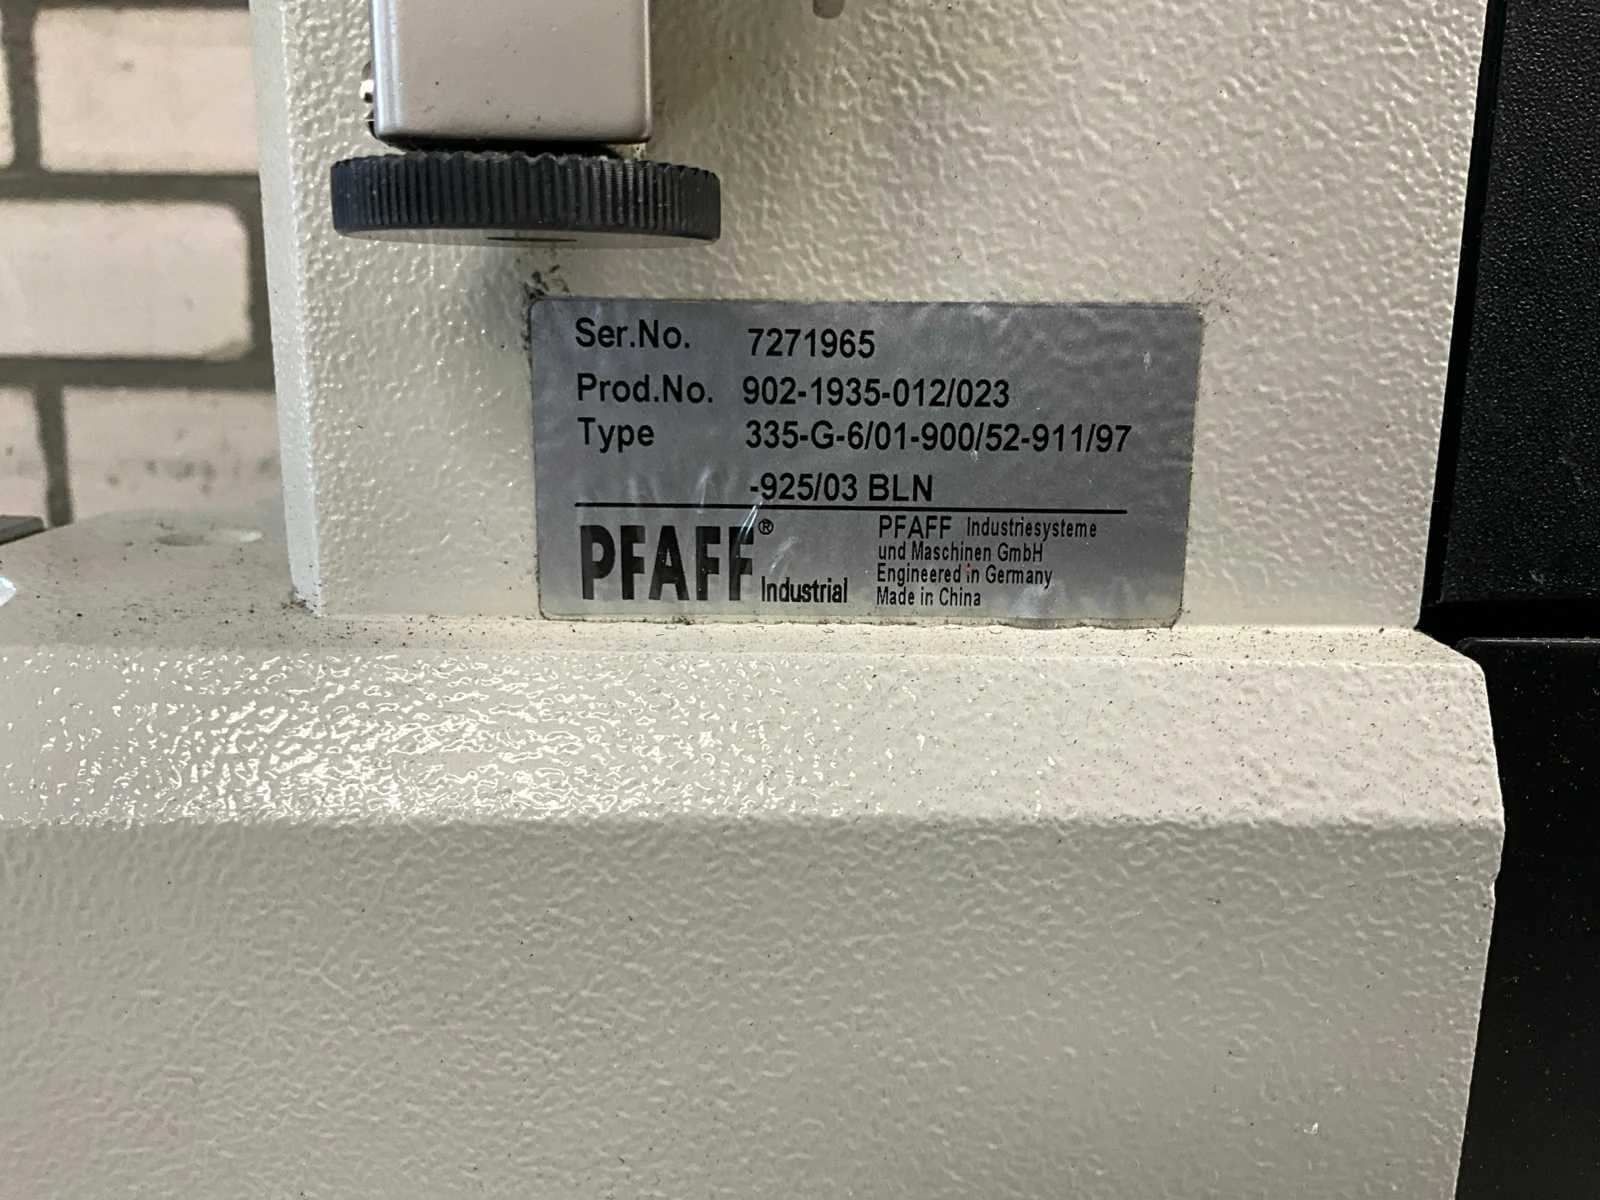 Ser.No. 7271965
Prod.No. 902-1935-012/023
Type 335-G-6/01-900/52-911/97
-925/03 BLN
PFAFF® Industrial
PFAFF Industriesysteme
und Maschinen GmbH
Engineered in Germany
Made in China